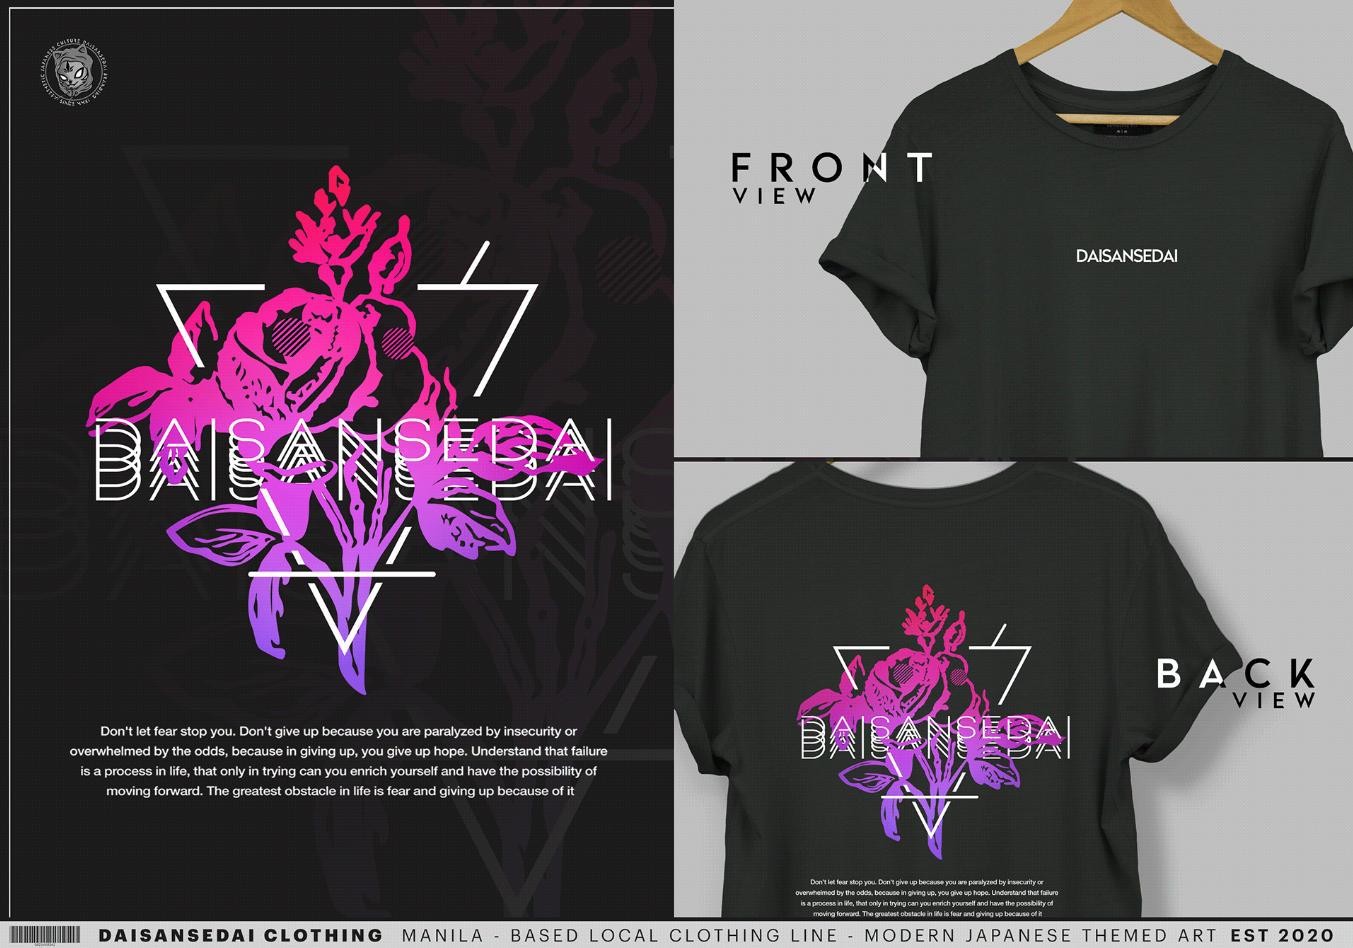 DAISANSEDAI
Don't let fear stop you. Don't give up because you are paralyzed by insecurity or
overwhelmed by the odds, because in giving up, you give up hope. Understand that failure
is a process in life, that only in trying can you enrich yourself and have the possibility of
moving forward. The greatest obstacle in life is fear and giving up because of it
FRONT
VIEW
DAISANSEDAI
BACK
VIEW
DAISANSEDAI
Don't let fear stop you. Don't give up because you are paralyzed by insecurity or
overwhelmed by the odds, because in giving up, you give up hope. Understand that failure
is a process in life, that only in trying can you enrich yourself and have the possibility of
moving forward. The greatest obstacle in life is fear and giving up because of it
DAISANSEDAI CLOTHING MANILA - BASED LOCAL CLOTHING LINE - MODERN JAPANESE THEMED ART EST 2020